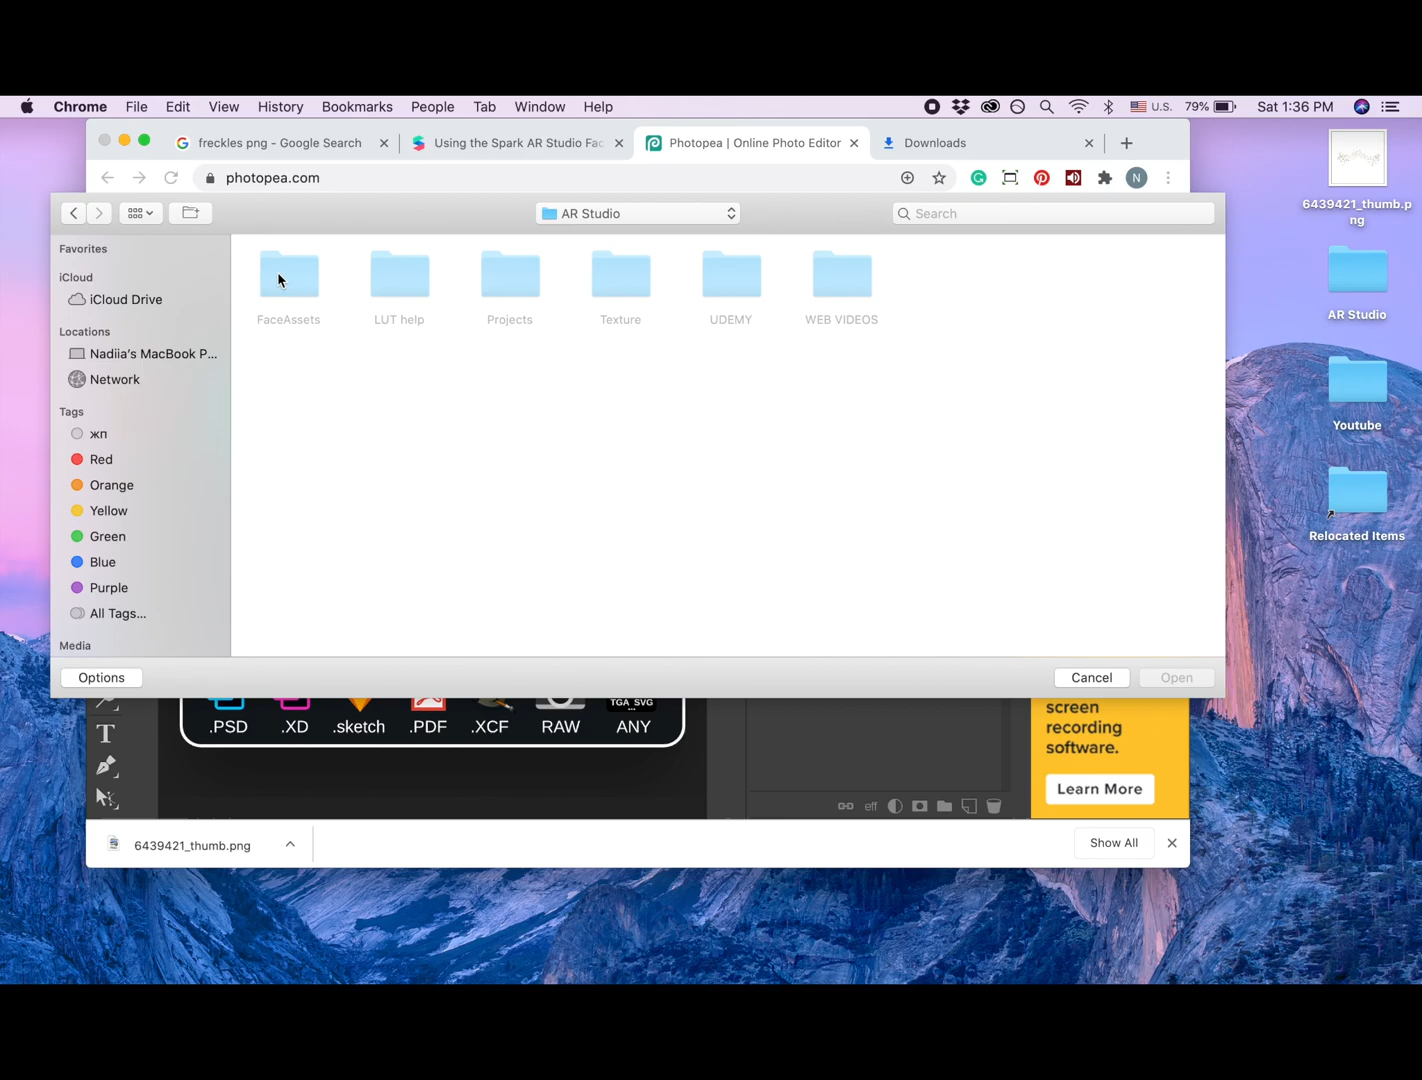 Chrome File Edit View History Bookmarks People Tab Window Help
U.S. 79% Sat 1:36 PM
freckles png - Google Search
Using the Spark AR Studio Fac
Photopea | Online Photo Editor
Downloads
photopea.com
N
AR Studio
Search
Favorites
iCloud
iCloud Drive
Locations
Nadiia's MacBook P...
Network
Tags
жп
Red
Orange
Yellow
Green
Blue
Purple
All Tags...
Media
FaceAssets
LUT help
Projects
Texture
UDEMY
WEB VIDEOS
Options
Cancel
Open
6439421_thumb.p
ng
AR Studio
Youtube
Relocated Items
TGA SVG
.PSD
.XD
.sketch
.PDF
.XCF
RAW
ANY
T
eff
screen
recording
software.
Learn More
6439421_thumb.png
Show All